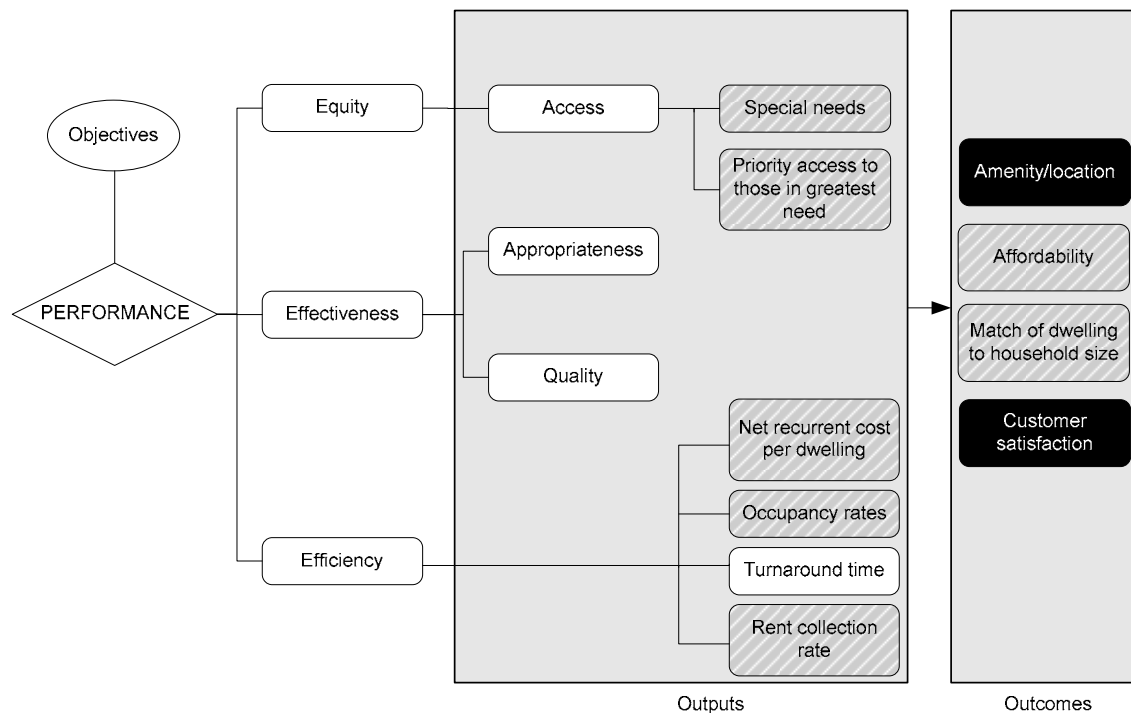 Objectives
PERFORMANCE
Equity
Effectiveness
Efficiency
Access
Appropriateness
Quality
Special needs
Priority access to
those in greatest
need
Net recurrent cost
per dwelling
Occupancy rates
Turnaround time
Rent collection
rate
Outputs
Amenity/location
Affordability
Match of dwelling
to household size
Customer
satisfaction
Outcomes